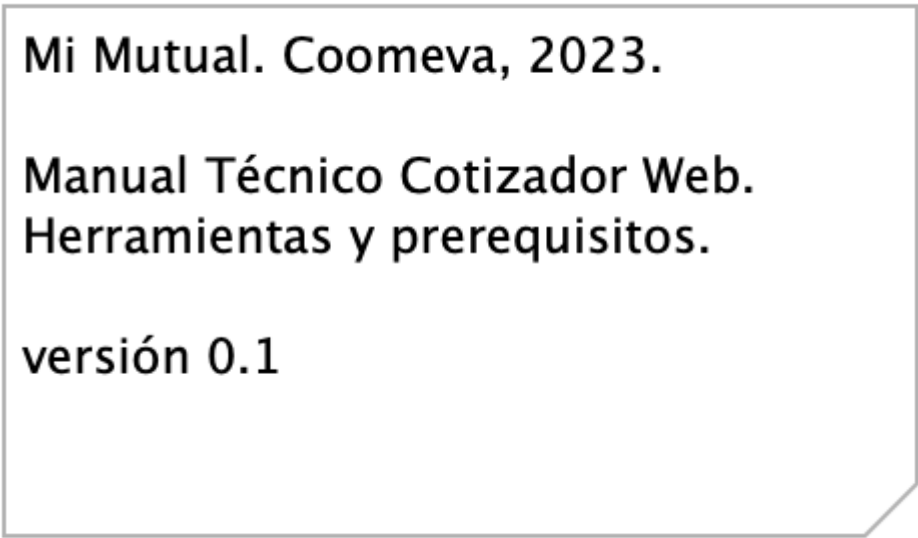 Mi Mutual. Coomeva, 2023.
Manual Técnico Cotizador Web.
Herramientas y prerequisitos.
versión 0.1